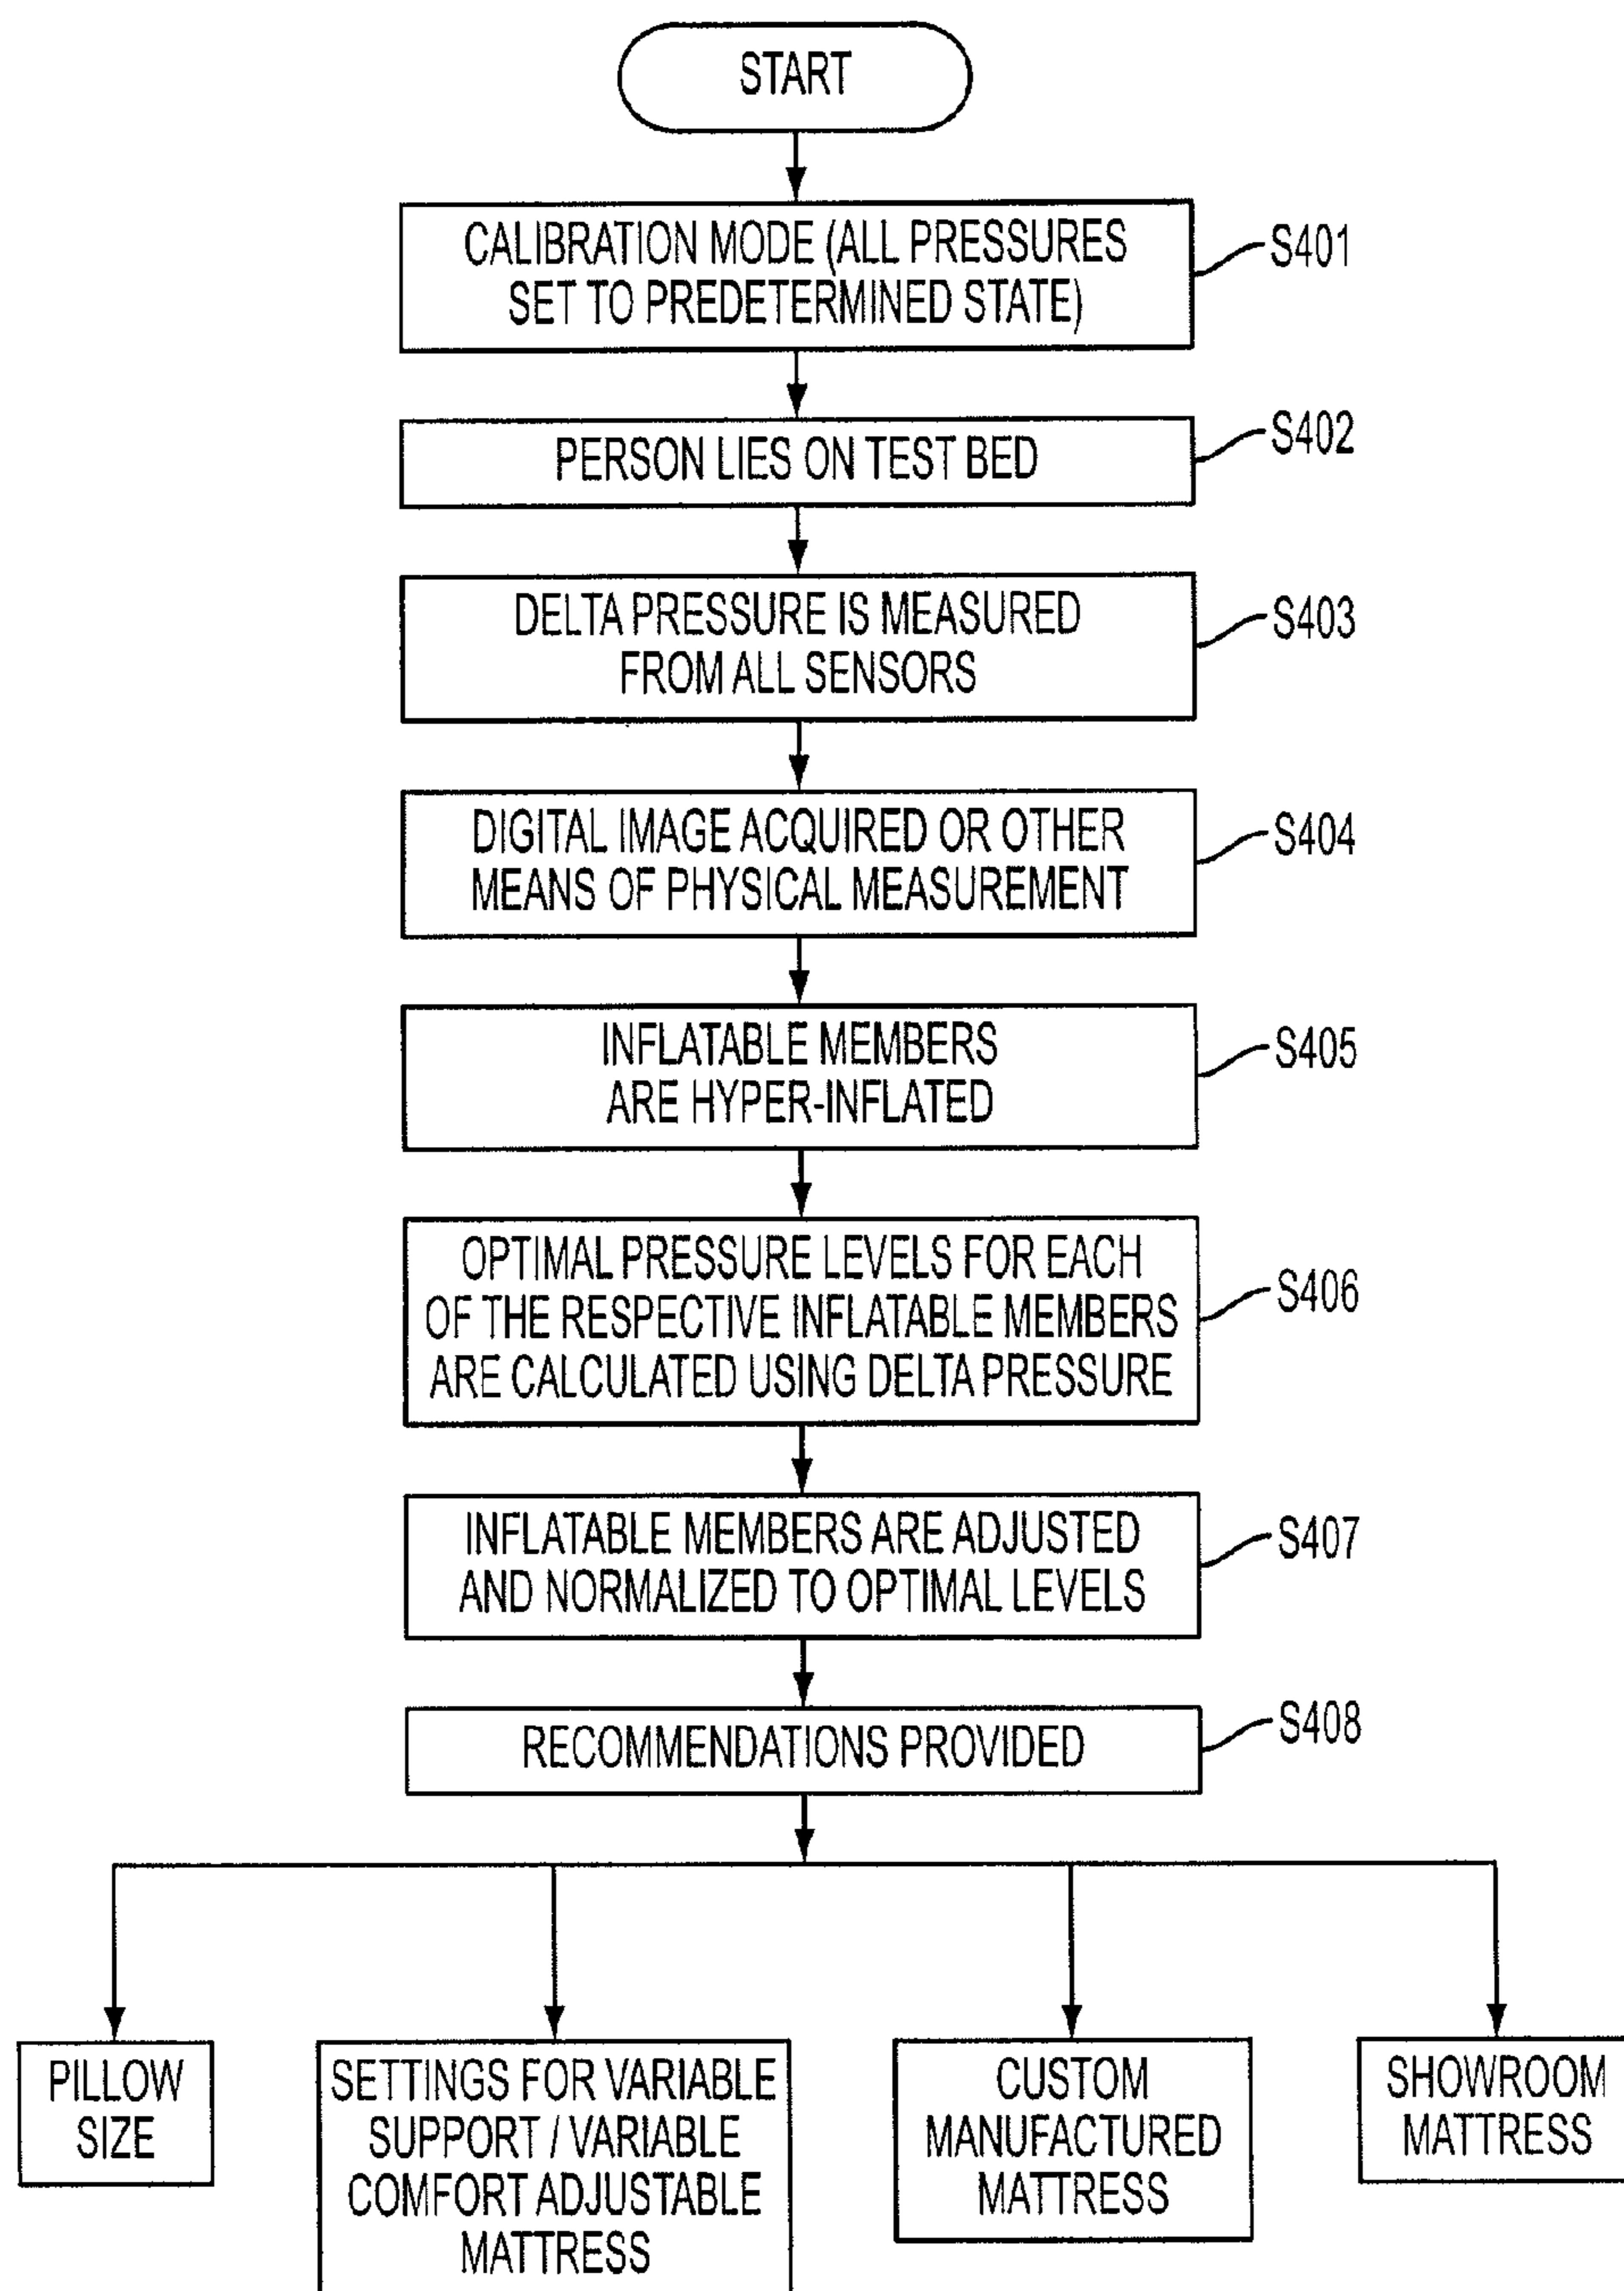 START
CALIBRATION MODE (ALL PRESSURES
SET TO PREDETERMINED STATE)
S401
PERSON LIES ON TEST BED
S402
DELTA PRESSURE IS MEASURED
FROM ALL SENSORS
S403
DIGITAL IMAGE ACQUIRED OR OTHER
MEANS OF PHYSICAL MEASUREMENT
S404
INFLATABLE MEMBERS
ARE HYPER-INFLATED
S405
OPTIMAL PRESSURE LEVELS FOR EACH
OF THE RESPECTIVE INFLATABLE MEMBERS
ARE CALCULATED USING DELTA PRESSURE
S406
INFLATABLE MEMBERS ARE ADJUSTED
AND NORMALIZED TO OPTIMAL LEVELS
S407
RECOMMENDATIONS PROVIDED
S408
PILLOW
SIZE
SETTINGS FOR VARIABLE
SUPPORT / VARIABLE
COMFORT ADJUSTABLE
MATTRESS
CUSTOM
MANUFACTURED
MATTRESS
SHOWROOM
MATTRESS